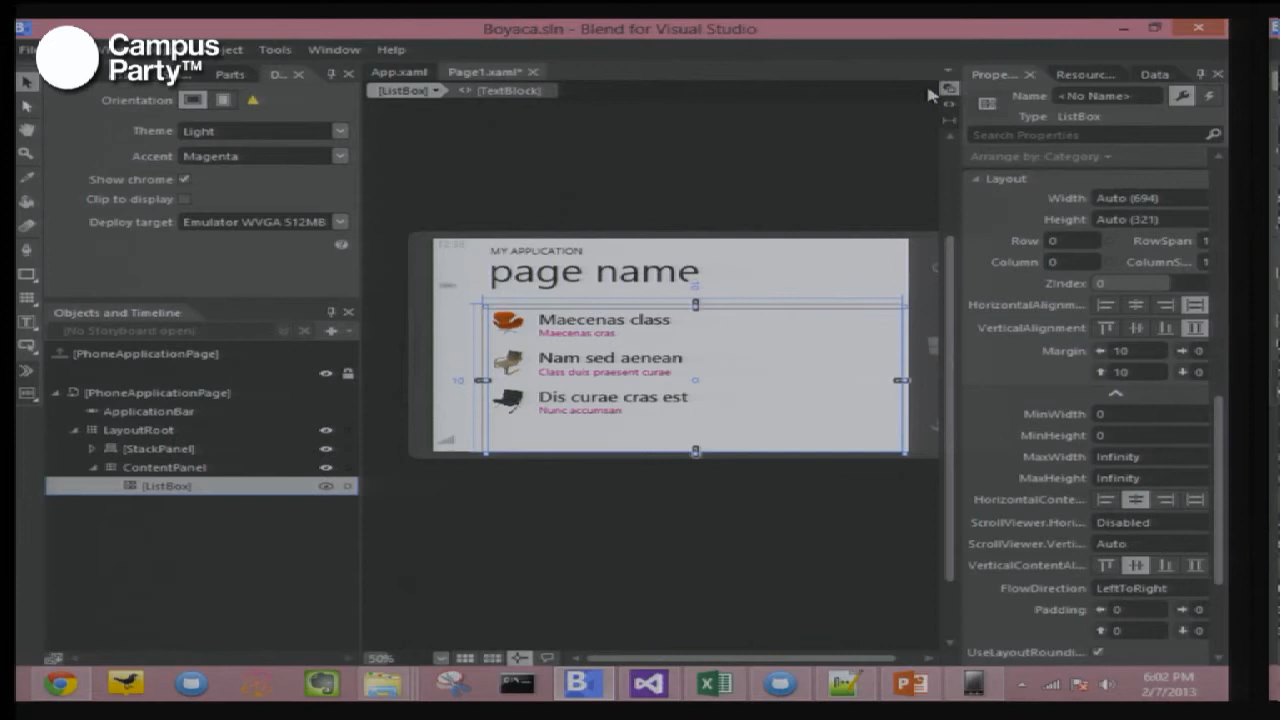 Campus
Party™
Boyaca.sln - Blend for Visual Studio
Tools Window Help
Parts D...
App.xaml Page1.xaml*
[ListBox] [TextBlock]
Orientation
Theme Light
Accent Magenta
Show chrome
Clip to display
Deploy target Emulator WVGA 512MB
Objects and Timeline
(No Storyboard open)
[PhoneApplicationPage]
[PhoneApplicationPage]
ApplicationBar
LayoutRoot
[StackPanel]
ContentPanel
[ListBox]
MY APPLICATION
page name
10
Maecenas class
Maecenas cras
Nam sed aenean
Class duis praesent curae
10
Dis curae cras est
Nunc accumsan
50%
Prope... Resourc... Data
Name <No Name>
Type ListBox
Search Properties
Arrange by: Category
Layout
Width Auto (694)
Height Auto (321)
Row 0 RowSpan 1
Column 0 ColumnS... 1
ZIndex 0
HorizontalAlignm...
VerticalAlignment
Margin 10 0
10 0
MinWidth 0
MinHeight 0
MaxWidth Infinity
MaxHeight Infinity
HorizontalConte...
ScrollViewer.Hori... Disabled
ScrollViewer.Verti... Auto
VerticalContentAl...
FlowDirection LeftToRight
Padding 0 0
0 0
UseLayoutRoundi...
6:02 PM
2/7/2013